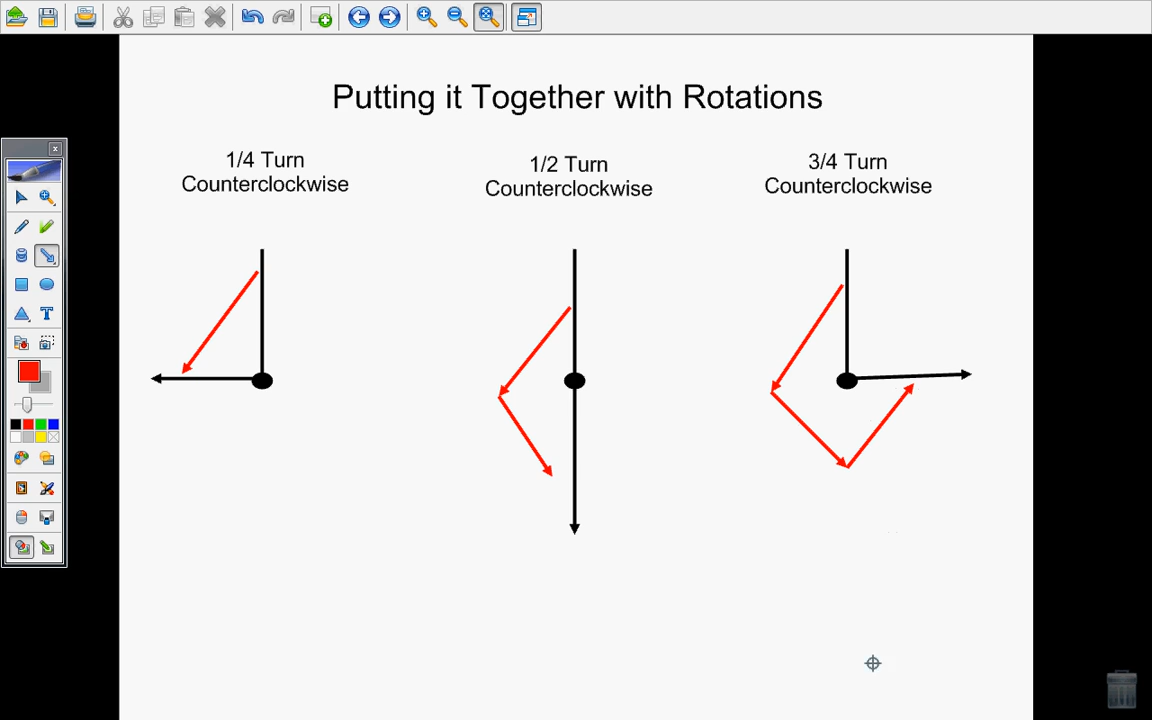 Putting it Together with Rotations
1/4 Turn
Counterclockwise
1/2 Turn
Counterclockwise
3/4 Turn
Counterclockwise